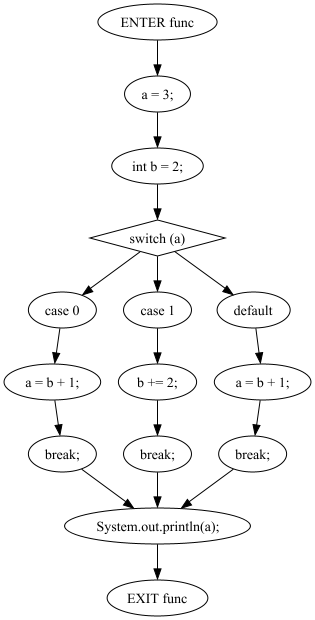 ENTER func
a = 3;
int b = 2;
switch (a)
case 0
case 1
default
a = b + 1;
b += 2;
a = b + 1;
break;
break;
break;
System.out.println(a);
EXIT func